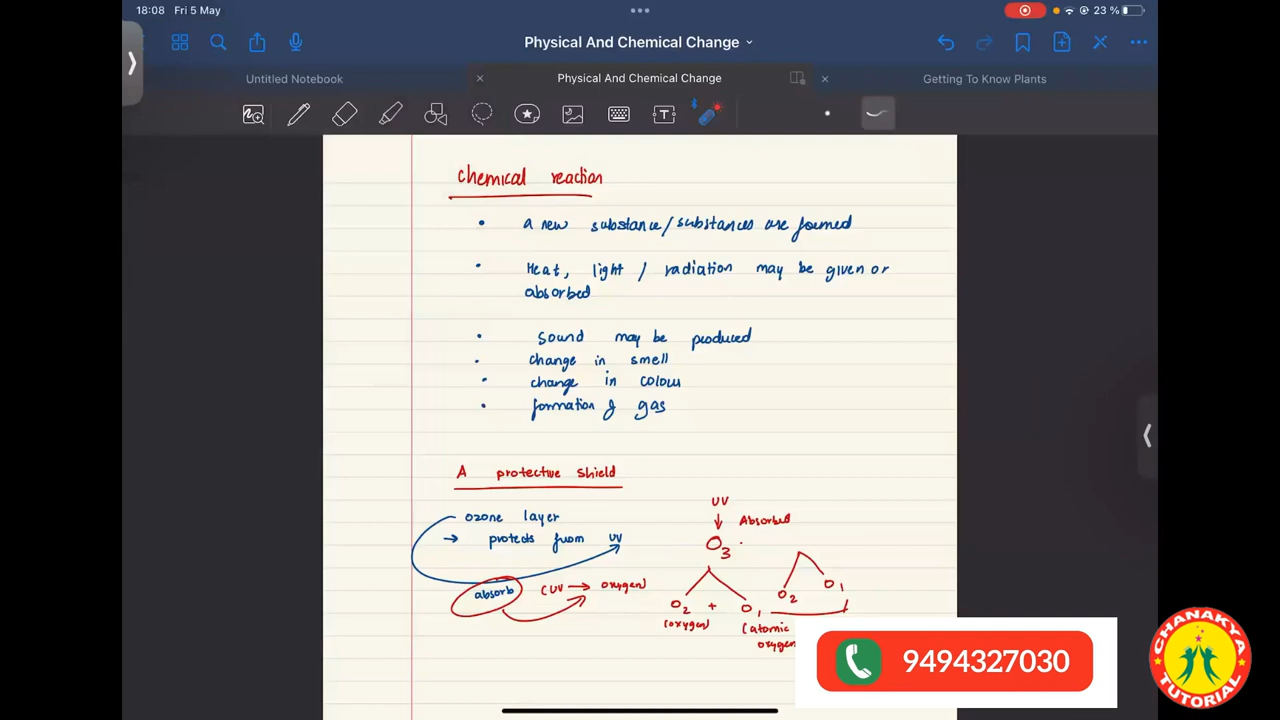 18:08 Fri 5 May
23 %
Physical And Chemical Change
Untitled Notebook
Physical And Chemical Change
Getting To Know Plants
chemical reaction
• a new substance/substances are formed
• Heat, light / radiation may be given or
absorbed
• sound may be produced
• change in smell
• change in colour
• formation of gas
A protective shield
ozone layer
→ protects from UV
absorb (UV → oxygen)
UV
↓ Absorbed
O3
O2 + O1
(oxygen) (atomic
oxygen
O2 O1
9494327030
CHANAKYA
TUTORIAL